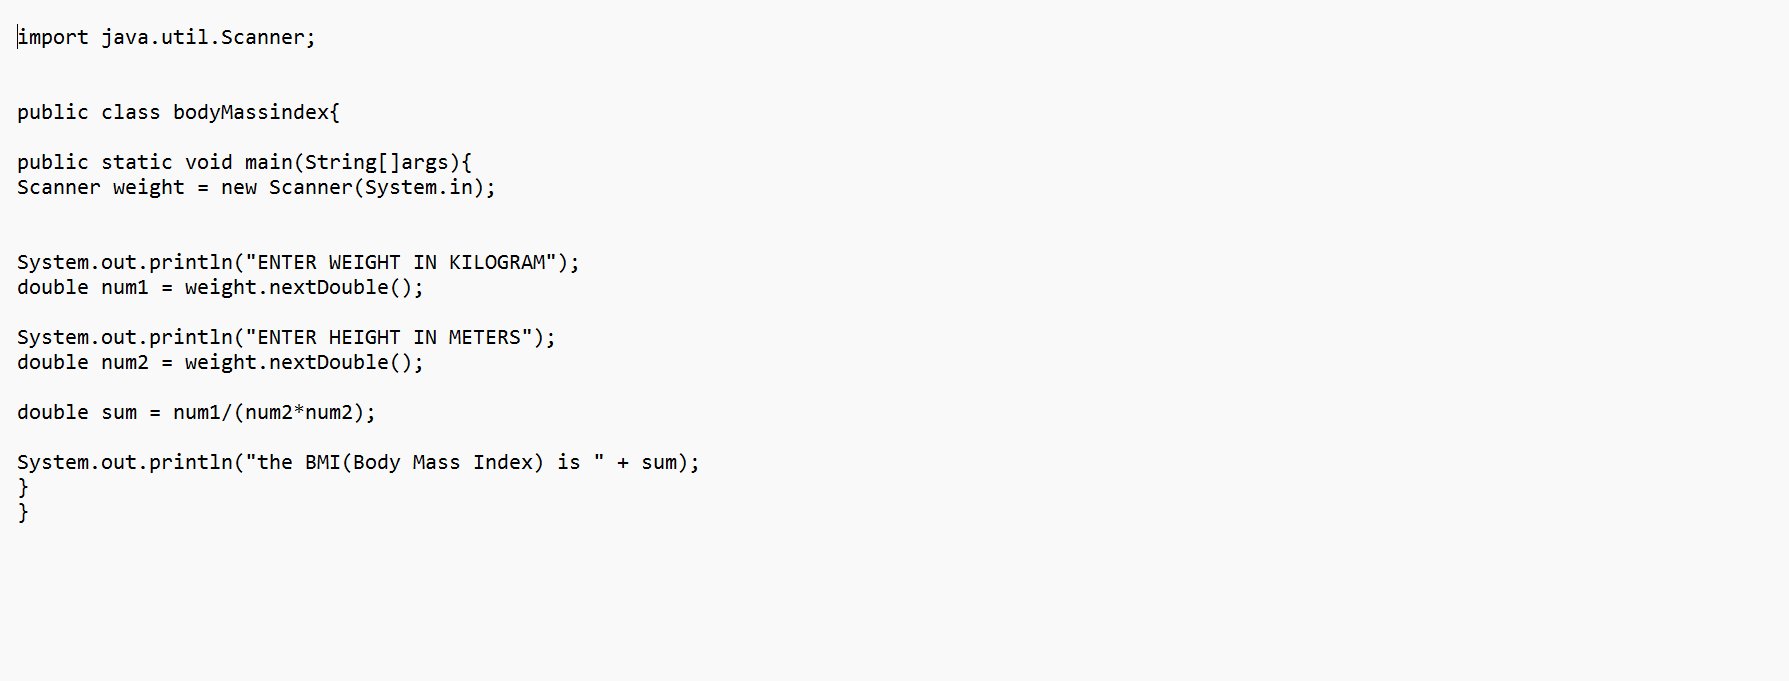 import java.util.Scanner;
public class bodyMassindex{
public static void main(String[]args){
Scanner weight = new Scanner(System.in);
System.out.println("ENTER WEIGHT IN KILOGRAM");
double num1 = weight.nextDouble();
System.out.println("ENTER HEIGHT IN METERS");
double num2 = weight.nextDouble();
double sum = num1/(num2*num2);
System.out.println("the BMI(Body Mass Index) is " + sum);
}
}